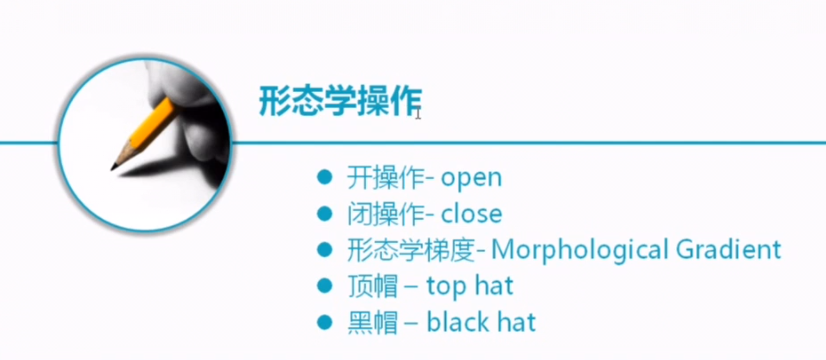 形态学操作
开操作- open
闭操作- close
形态学梯度- Morphological Gradient
顶帽 – top hat
黑帽 – black hat